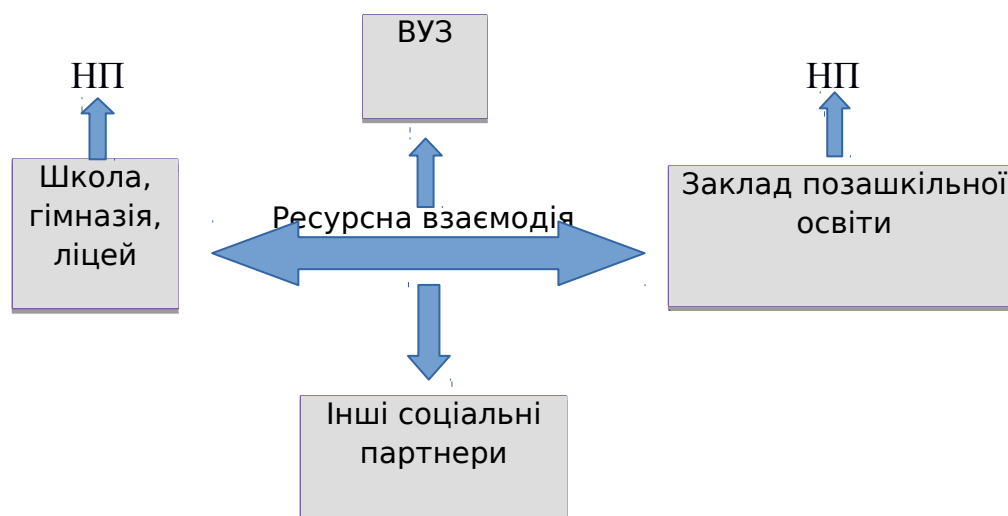 ВУЗ
НП
НП
Школа,
гімназія,
ліцей
Заклад позашкільної
освіти
Ресурсна взаємодія
Інші соціальні
партнери